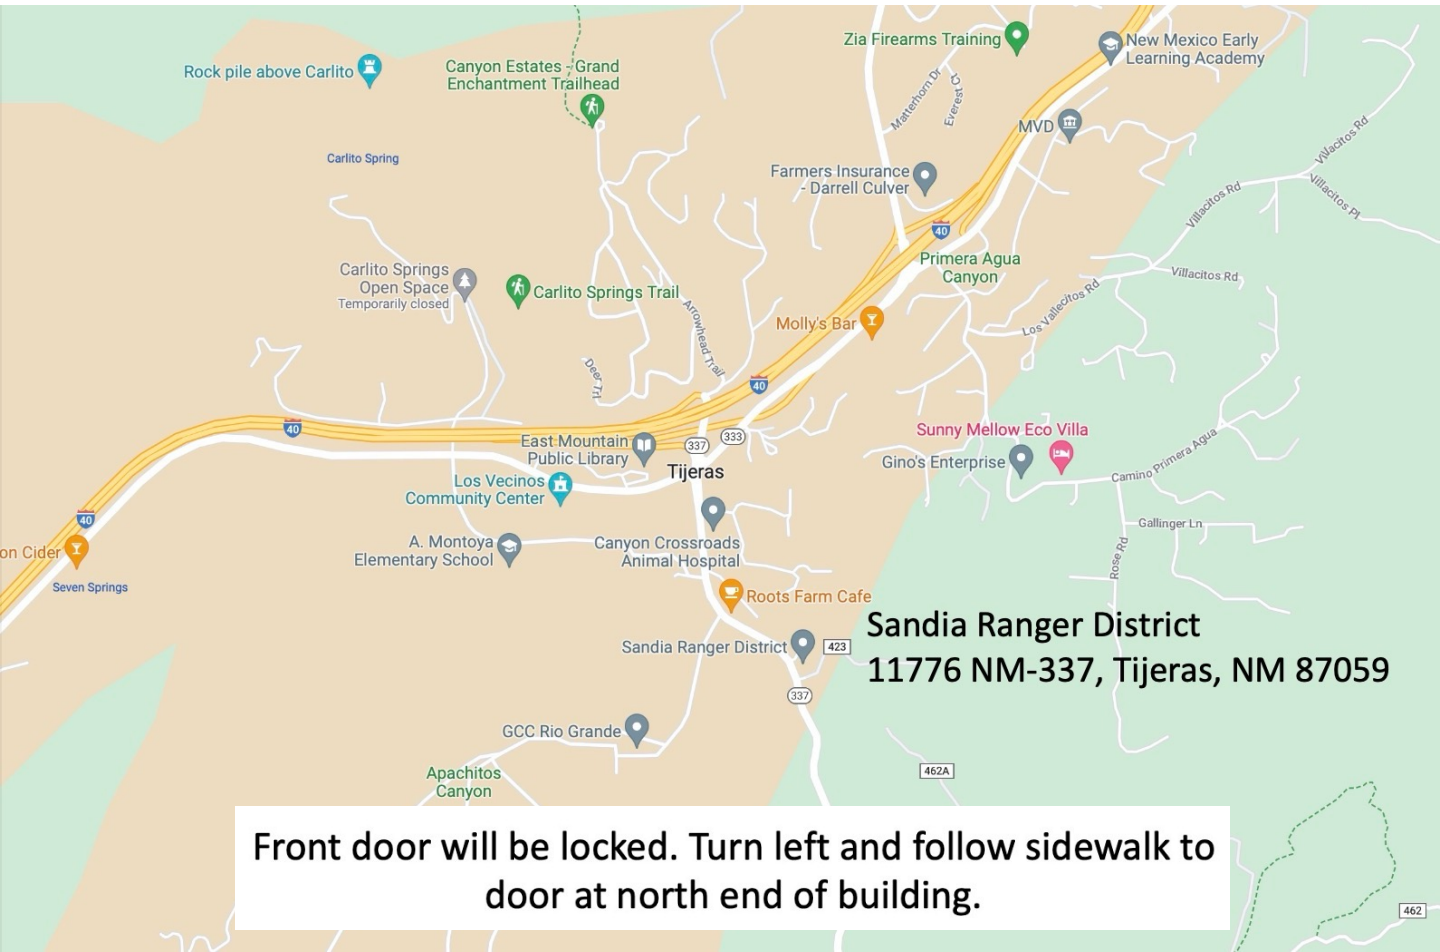 Zia Firearms Training
New Mexico Early
Learning Academy
Rock pile above Carlito
Canyon Estates - Grand
Enchantment Trailhead
Matterhorn Dr
Everest Ct
MVD
Villacitos Rd
Carlito Spring
Farmers Insurance
- Darrell Culver
Villacitos Rd
Villacitos Pl
40
Primera Agua
Canyon
Carlito Springs
Open Space
Temporarily closed
Carlito Springs Trail
Villacitos Rd
Los Vallecitos Rd
Arrowhead Trail
Molly's Bar
Deer Trl
40
40
East Mountain
Public Library
337
333
Tijeras
Sunny Mellow Eco Villa
Gino's Enterprise
Camino Primera Agua
Los Vecinos
Community Center
40
on Cider
Seven Springs
A. Montoya
Elementary School
Canyon Crossroads
Animal Hospital
Gallinger Ln
Rose Rd
Roots Farm Cafe
Sandia Ranger District
423
Sandia Ranger District
11776 NM-337, Tijeras, NM 87059
337
GCC Rio Grande
Apachitos
Canyon
462A
Front door will be locked. Turn left and follow sidewalk to
door at north end of building.
462